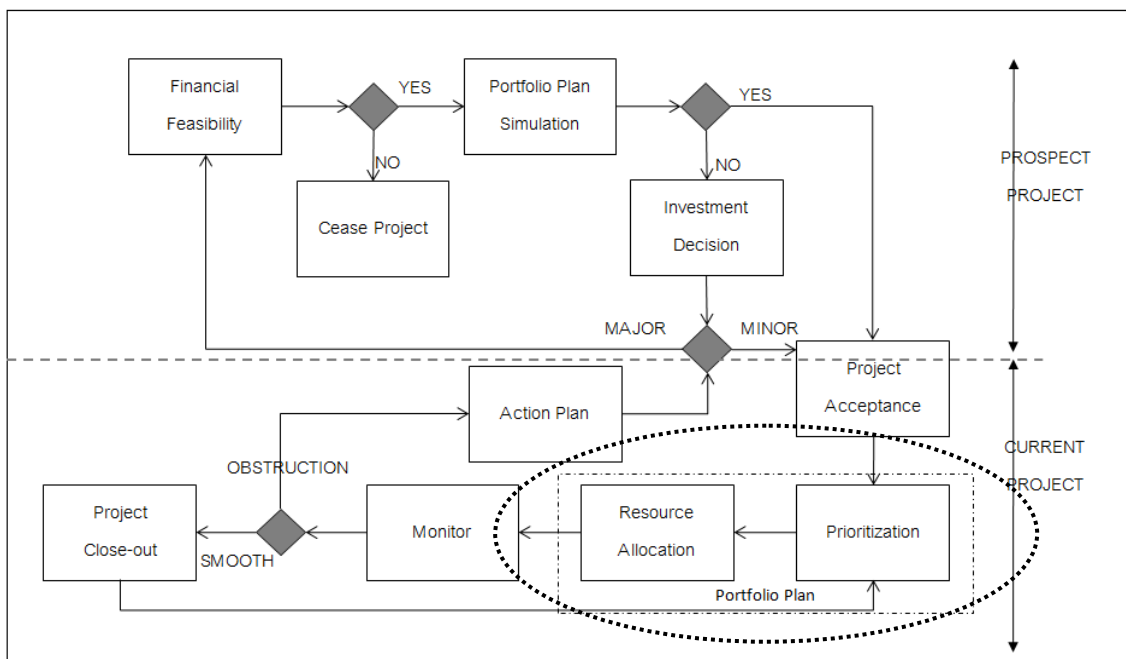 Financial
Feasibility
YES
Portfolio Plan
Simulation
YES
NO
NO
Cease Project
Investment
Decision
PROSPECT
PROJECT
MAJOR
MINOR
Project
Acceptance
Action Plan
OBSTRUCTION
CURRENT
PROJECT
Project
Close-out
SMOOTH
Monitor
Resource
Allocation
Prioritization
Portfolio Plan